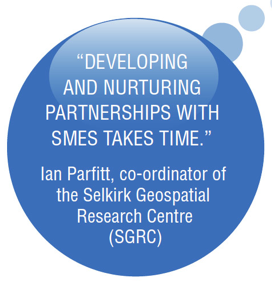 “DEVELOPING
AND NURTURING
PARTNERSHIPS WITH
SMES TAKES TIME.”
Ian Parfitt, co-ordinator of
the Selkirk Geospatial
Research Centre
(SGRC)